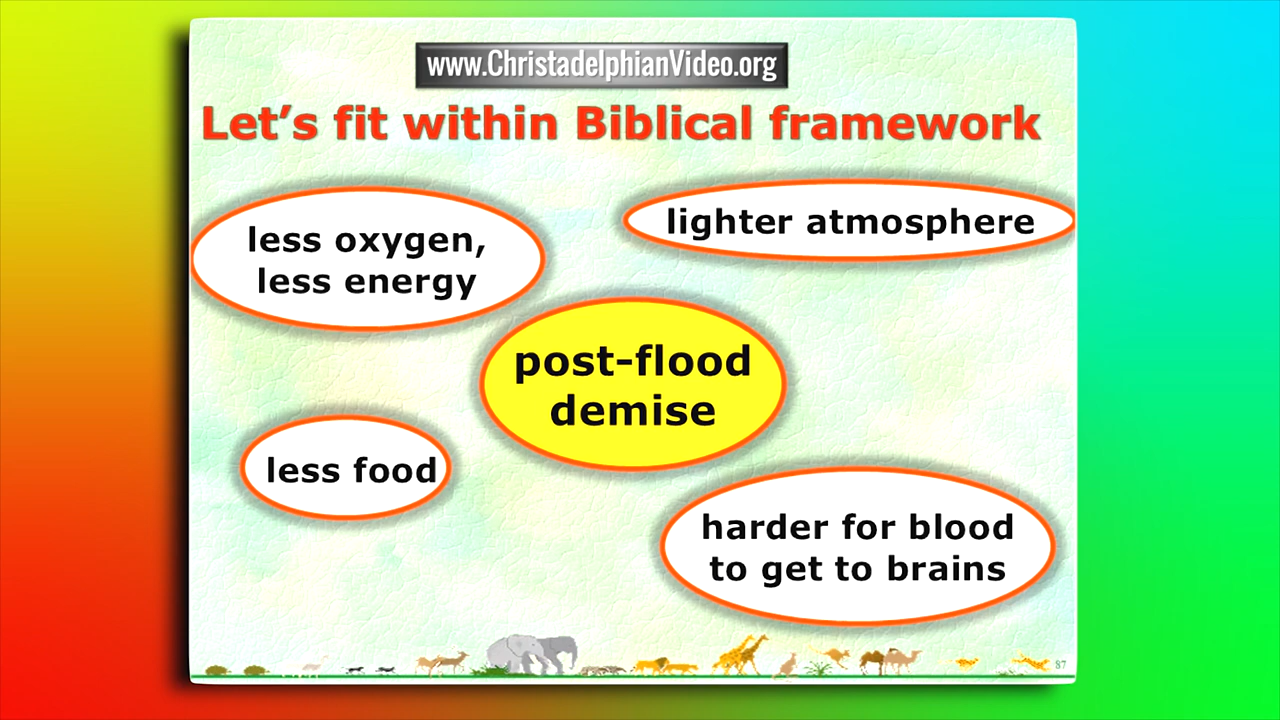 www.ChristadelphianVideo.org
Let’s fit within Biblical framework
less oxygen,
less energy
lighter atmosphere
post-flood
demise
less food
harder for blood
to get to brains
87